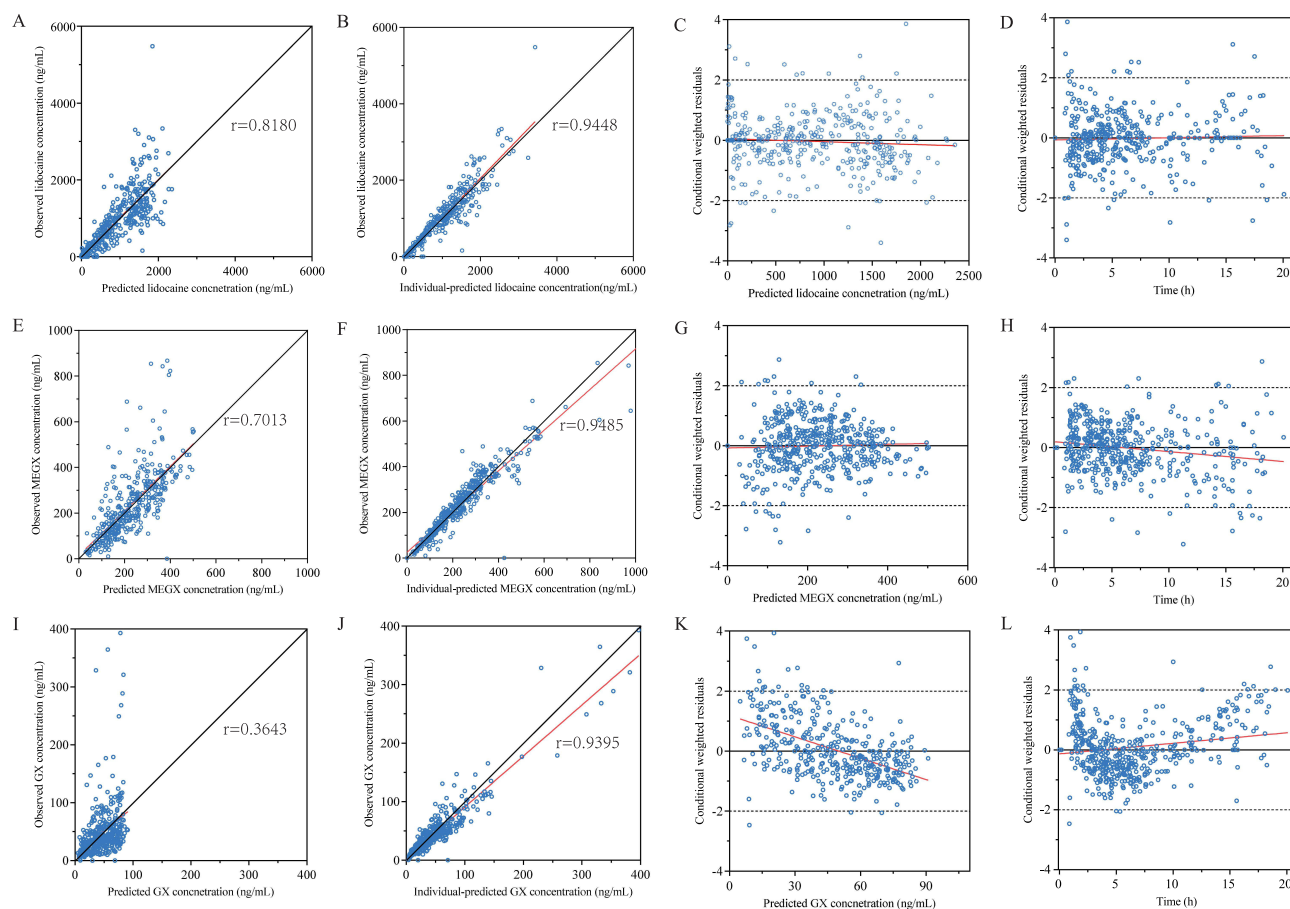 A
Observed lidocaine concentration (ng/mL)
6000
4000
2000
0
r=0.8180
0
2000
4000
6000
Predicted lidocaine concnetration (ng/mL)
B
Observed lidocaine concentration (ng/mL)
6000
4000
2000
0
r=0.9448
0
2000
4000
6000
Individual-predicted lidocaine concentration(ng/mL)
C
Conditional weighted residuals
4
2
0
-2
-4
0
500
1000
1500
2000
2500
Predicted lidocaine concnetration (ng/mL)
D
Conditional weighted residuals
4
2
0
-2
-4
0
5
10
15
20
Time (h)
E
Observed MEGX concentration (ng/mL)
1000
800
600
400
200
0
r=0.7013
0
200
400
600
800
1000
Predicted MEGX concnetration (ng/mL)
F
Observed MEGX concentration (ng/mL)
1000
800
600
400
200
0
r=0.9485
0
200
400
600
800
1000
Individual-predicted MEGX concentration (ng/mL)
G
Conditional weighted residuals
4
2
0
-2
-4
0
200
400
600
Predicted MEGX concnetration (ng/mL)
H
Conditional weighted residuals
4
2
0
-2
-4
0
5
10
15
20
Time (h)
I
Observed GX concentration (ng/mL)
400
300
200
100
0
r=0.3643
0
100
200
300
400
Predicted GX concnetration (ng/mL)
J
Observed GX concentration (ng/mL)
400
300
200
100
0
r=0.9395
0
100
200
300
400
Individual-predicted GX concentration (ng/mL)
K
Conditional weighted residuals
4
2
0
-2
-4
0
30
60
90
Predicted GX concnetration (ng/mL)
L
Conditional weighted residuals
4
2
0
-2
-4
0
5
10
15
20
Time (h)